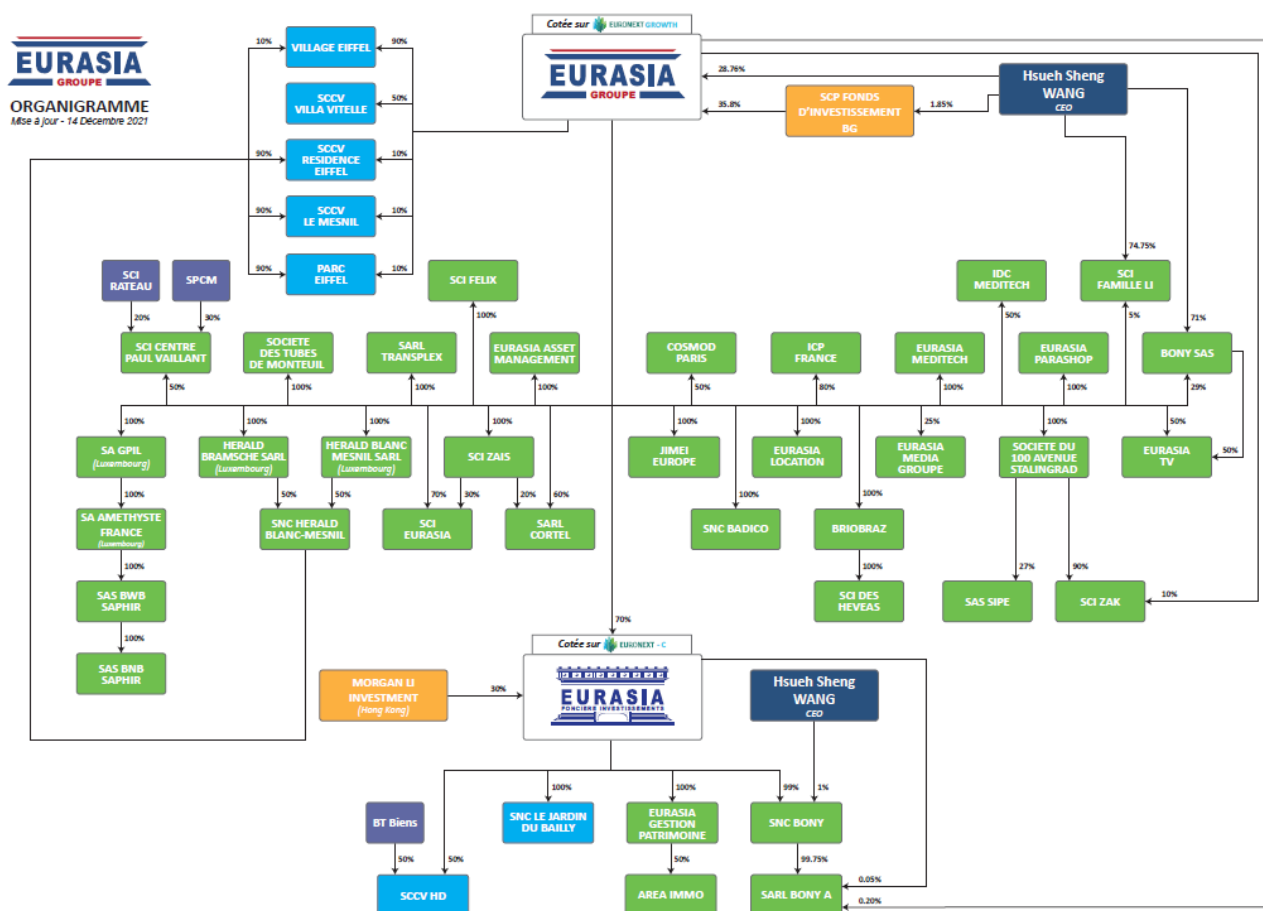 EURASIA
GROUPE
ORGANIGRAMME
Mise à jour - 14 Décembre 2021
10%
VILLAGE EIFFEL
90%
SCCV
VILLA VITELLE
50%
90%
SCCV
RESIDENCE
EIFFEL
10%
90%
SCCV
LE MESNIL
10%
90%
PARC
EIFFEL
10%
Cotée sur EURONEXT GROWTH
EURASIA
GROUPE
28.76%
35.8%
SCP FONDS
D'INVESTISSEMENT
BG
1.85%
Hsueh Sheng
WANG
CEO
74.75%
71%
SCI
RATEAU
SPCM
20%
30%
SCI FELIX
100%
IDC
MEDITECH
50%
SCI
FAMILLE LI
5%
SCI CENTRE
PAUL VAILLANT
50%
SOCIETE
DES TUBES
DE MONTEUIL
100%
SARL
TRANSPLEX
100%
EURASIA ASSET
MANAGEMENT
100%
COSMOD
PARIS
50%
ICP
FRANCE
80%
EURASIA
MEDITECH
100%
EURASIA
PARASHOP
100%
BONY SAS
29%
100%
SA GPIL
(Luxembourg)
100%
HERALD
BRAMSCHE SARL
(Luxembourg)
100%
HERALD BLANC
MESNIL SARL
(Luxembourg)
100%
SCI ZAIS
100%
JIMEI
EUROPE
100%
EURASIA
LOCATION
25%
EURASIA
MEDIA
GROUPE
100%
SOCIETE DU
100 AVENUE
STALINGRAD
50%
EURASIA
TV
50%
100%
SA AMETHYSTE
FRANCE
(Luxembourg)
50%
50%
SNC HERALD
BLANC-MESNIL
70%
30%
SCI
EURASIA
20%
60%
SARL
CORTEL
100%
SNC BADICO
100%
BRIOBRAZ
100%
SAS BWB
SAPHIR
100%
SCI DES
HEVEAS
27%
SAS SIPE
90%
SCI ZAK
10%
100%
SAS BNB
SAPHIR
70%
Cotée sur EURONEXT - C
EURASIA
FONCIERE INVESTISSEMENTS
MORGAN LI
INVESTMENT
(Hong Kong)
30%
Hsueh Sheng
WANG
CEO
BT Biens
50%
50%
SCCV HD
100%
SNC LE JARDIN
DU BAILLY
100%
EURASIA
GESTION
PATRIMOINE
50%
AREA IMMO
99%
1%
SNC BONY
99.75%
SARL BONY A
0.05%
0.20%